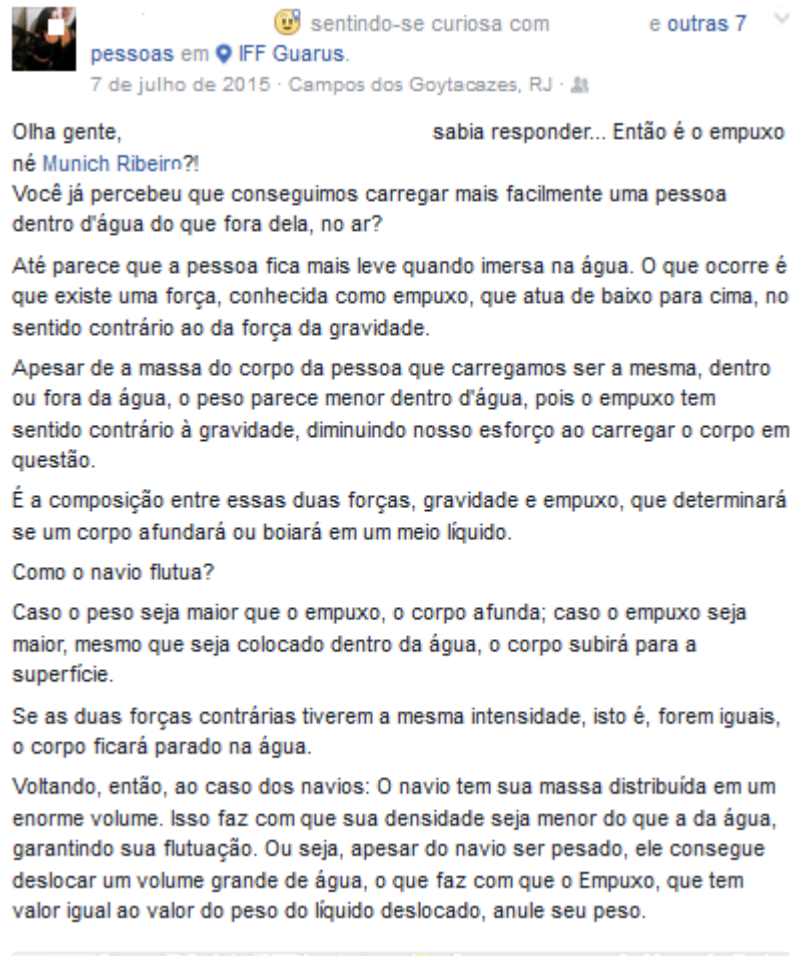 sentindo-se curiosa com e outras 7
pessoas em IFF Guarus.
7 de julho de 2015 · Campos dos Goytacazes, RJ ·
Olha gente, sabia responder... Então é o empuxo
né Munich Ribeiro?!
Você já percebeu que conseguimos carregar mais facilmente uma pessoa
dentro d'água do que fora dela, no ar?
Até parece que a pessoa fica mais leve quando imersa na água. O que ocorre é
que existe uma força, conhecida como empuxo, que atua de baixo para cima, no
sentido contrário ao da força da gravidade.
Apesar de a massa do corpo da pessoa que carregamos ser a mesma, dentro
ou fora da água, o peso parece menor dentro d'água, pois o empuxo tem
sentido contrário à gravidade, diminuindo nosso esforço ao carregar o corpo em
questão.
É a composição entre essas duas forças, gravidade e empuxo, que determinará
se um corpo afundará ou boiará em um meio líquido.
Como o navio flutua?
Caso o peso seja maior que o empuxo, o corpo afunda; caso o empuxo seja
maior, mesmo que seja colocado dentro da água, o corpo subirá para a
superfície.
Se as duas forças contrárias tiverem a mesma intensidade, isto é, forem iguais,
o corpo ficará parado na água.
Voltando, então, ao caso dos navios: O navio tem sua massa distribuída em um
enorme volume. Isso faz com que sua densidade seja menor do que a da água,
garantindo sua flutuação. Ou seja, apesar do navio ser pesado, ele consegue
deslocar um volume grande de água, o que faz com que o Empuxo, que tem
valor igual ao valor do peso do líquido deslocado, anule seu peso.